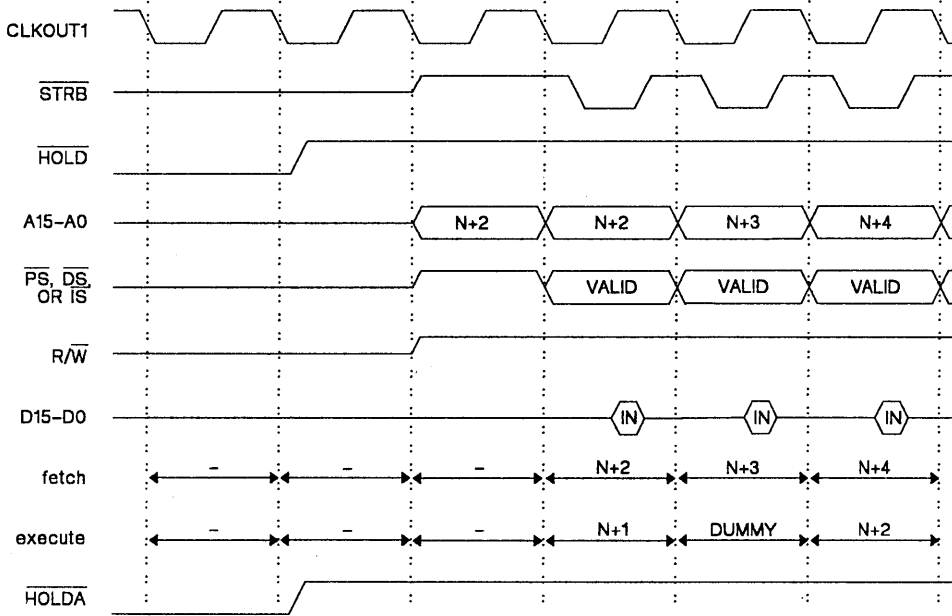 CLKOUT1
STRB
HOLD
A15-A0 N+2 N+2 N+3 N+4
PS, DS, OR IS VALID VALID VALID
R/W
D15-D0 IN IN IN
fetch – – – N+2 N+3 N+4
execute – – – N+1 DUMMY N+2
HOLDA